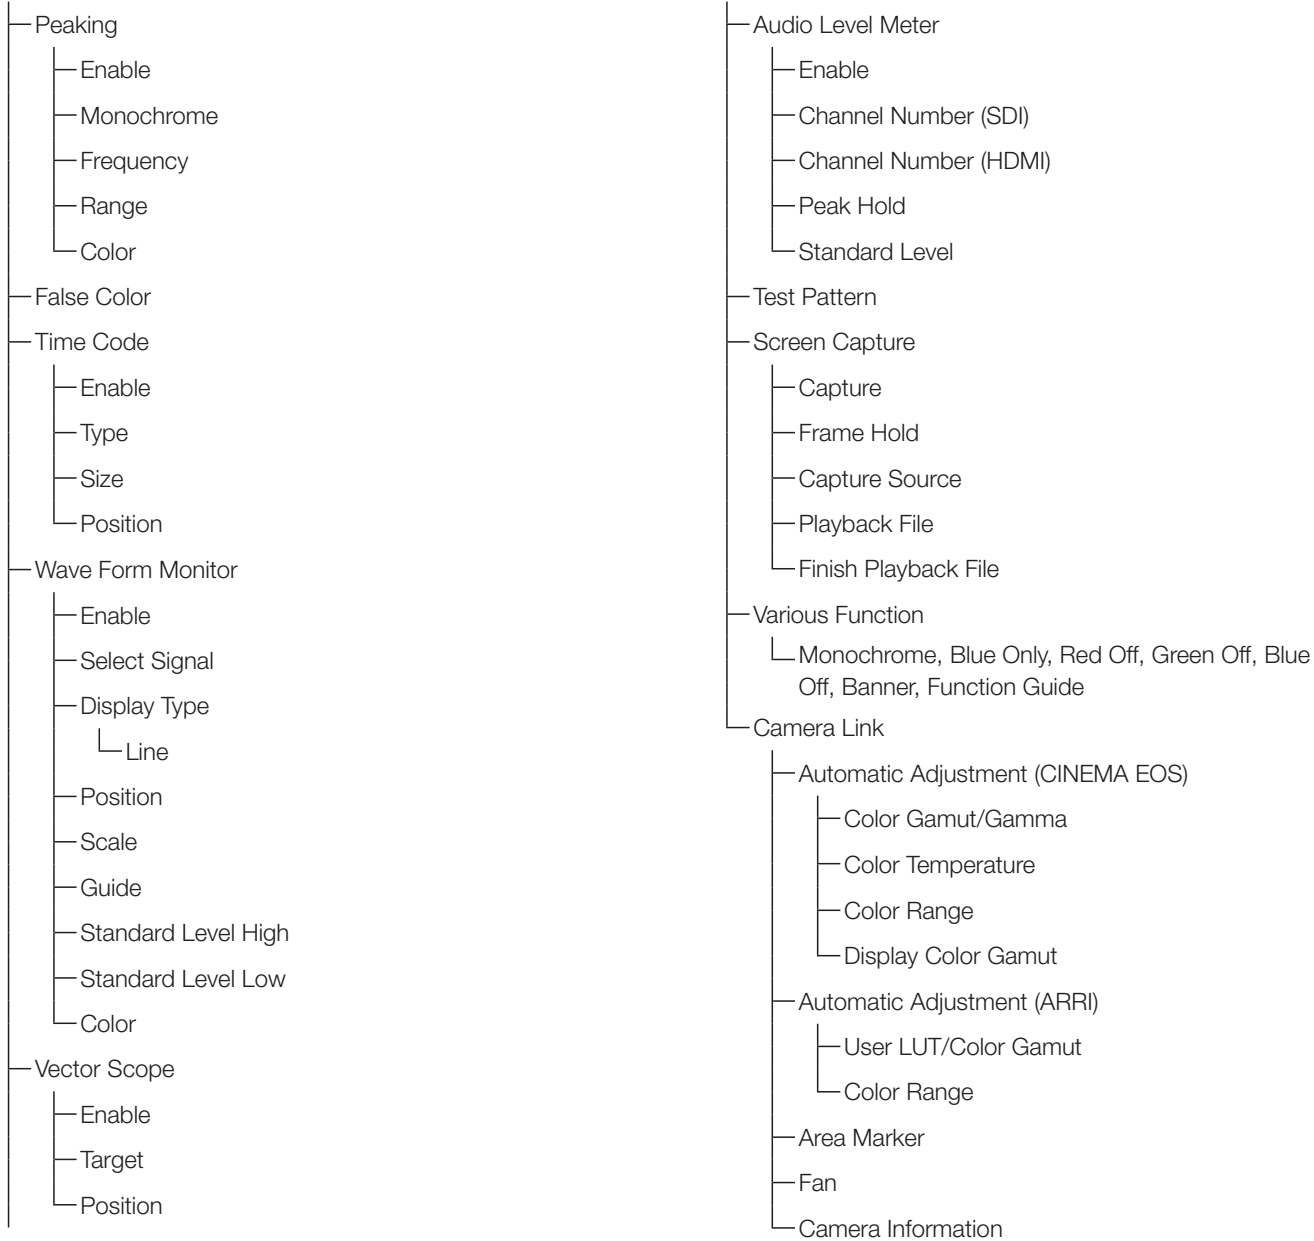 Peaking
Enable
Monochrome
Frequency
Range
Color
False Color
Time Code
Enable
Type
Size
Position
Wave Form Monitor
Enable
Select Signal
Display Type
Line
Position
Scale
Guide
Standard Level High
Standard Level Low
Color
Vector Scope
Enable
Target
Position
Audio Level Meter
Enable
Channel Number (SDI)
Channel Number (HDMI)
Peak Hold
Standard Level
Test Pattern
Screen Capture
Capture
Frame Hold
Capture Source
Playback File
Finish Playback File
Various Function
Monochrome, Blue Only, Red Off, Green Off, Blue
Off, Banner, Function Guide
Camera Link
Automatic Adjustment (CINEMA EOS)
Color Gamut/Gamma
Color Temperature
Color Range
Display Color Gamut
Automatic Adjustment (ARRI)
User LUT/Color Gamut
Color Range
Area Marker
Fan
Camera Information